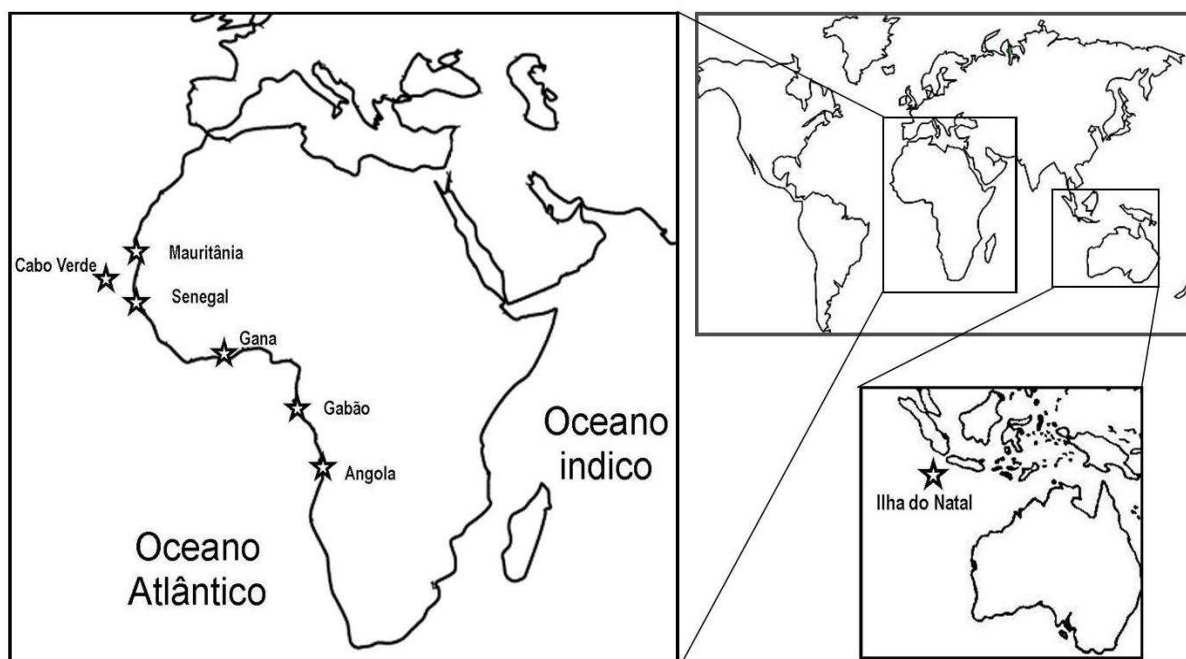 Mauritânia
Cabo Verde
Senegal
Gana
Gabão
Angola
Oceano
indico
Oceano
Atlântico
Ilha do Natal